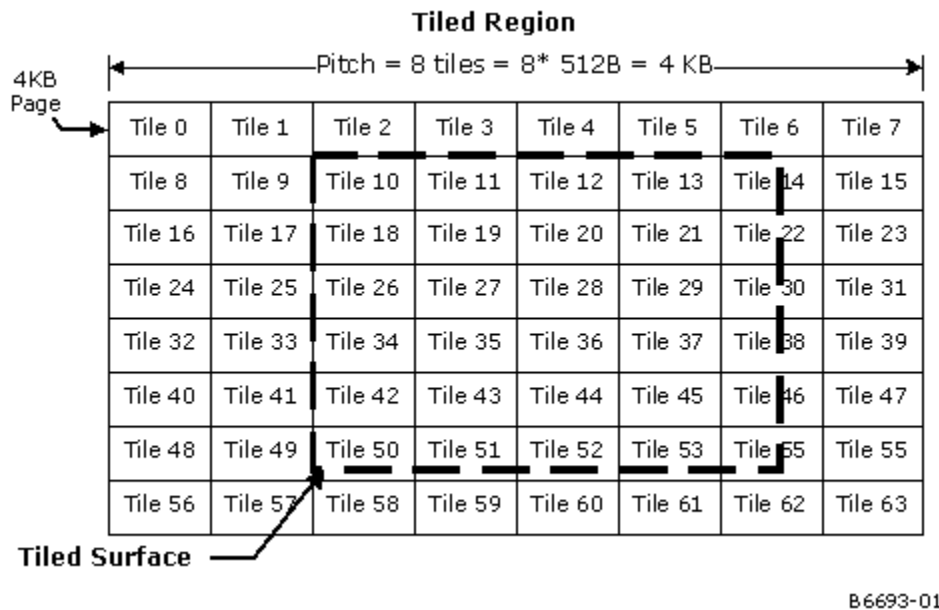 Tiled Region
Pitch = 8 tiles = 8* 512B = 4 KB
4KB
Page
Tile 0 Tile 1 Tile 2 Tile 3 Tile 4 Tile 5 Tile 6 Tile 7
Tile 8 Tile 9 Tile 10 Tile 11 Tile 12 Tile 13 Tile 14 Tile 15
Tile 16 Tile 17 Tile 18 Tile 19 Tile 20 Tile 21 Tile 22 Tile 23
Tile 24 Tile 25 Tile 26 Tile 27 Tile 28 Tile 29 Tile 30 Tile 31
Tile 32 Tile 33 Tile 34 Tile 35 Tile 36 Tile 37 Tile 38 Tile 39
Tile 40 Tile 41 Tile 42 Tile 43 Tile 44 Tile 45 Tile 46 Tile 47
Tile 48 Tile 49 Tile 50 Tile 51 Tile 52 Tile 53 Tile 55 Tile 55
Tile 56 Tile 57 Tile 58 Tile 59 Tile 60 Tile 61 Tile 62 Tile 63
Tiled Surface
B6693-01